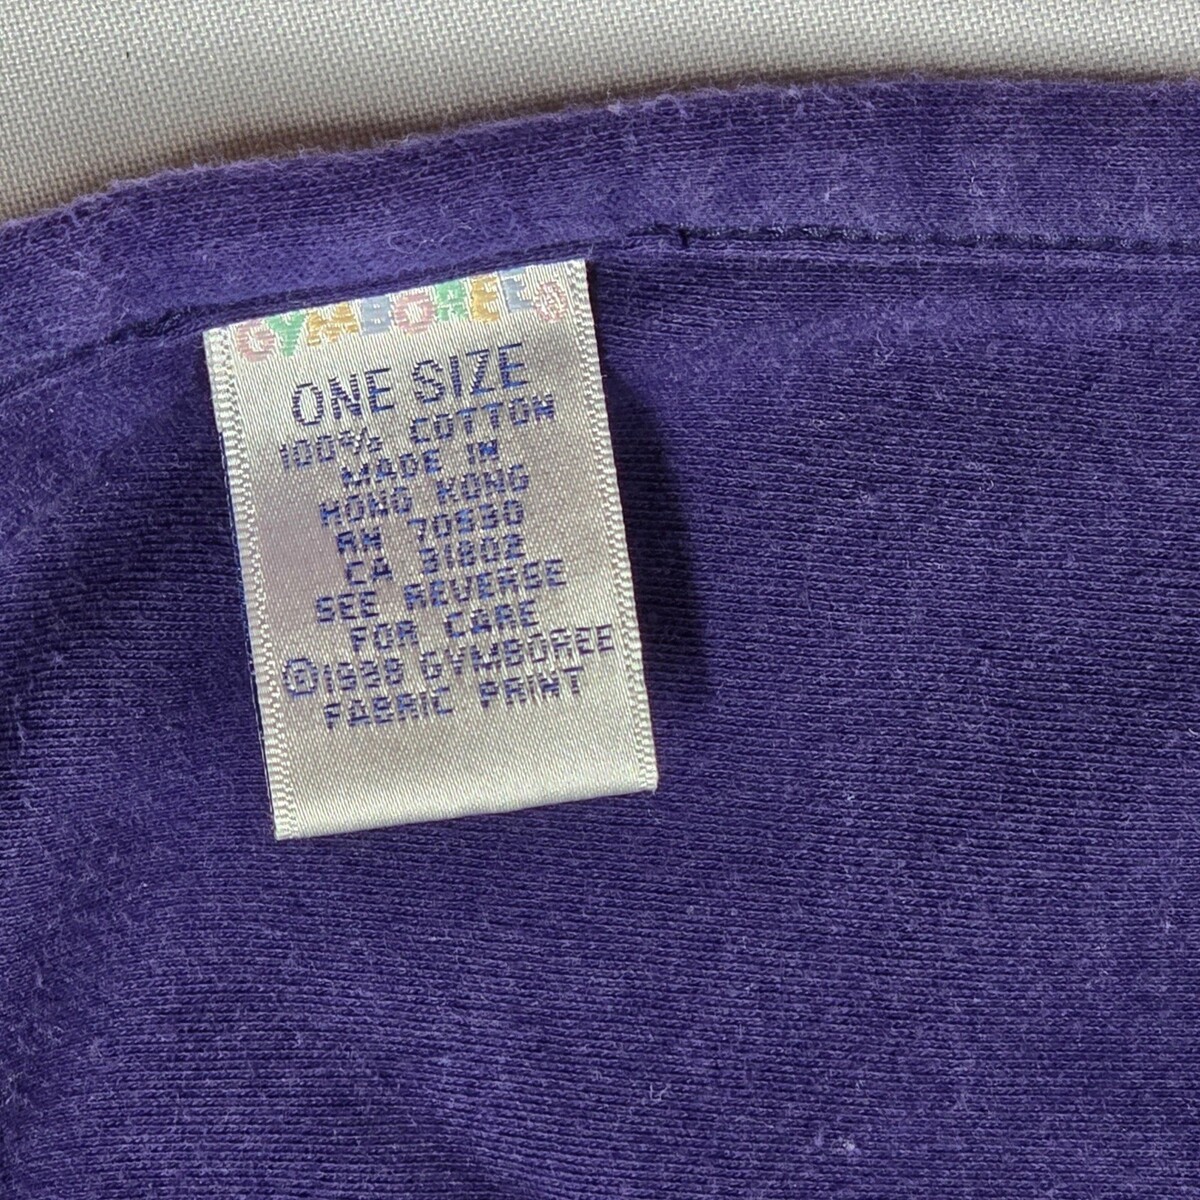 GYMBOREE®
ONE SIZE
100% COTTON
MADE IN
HONG KONG
RN 70830
CA 31802
SEE REVERSE
FOR CARE
©1998 GYMBOREE
FABRIC PRINT